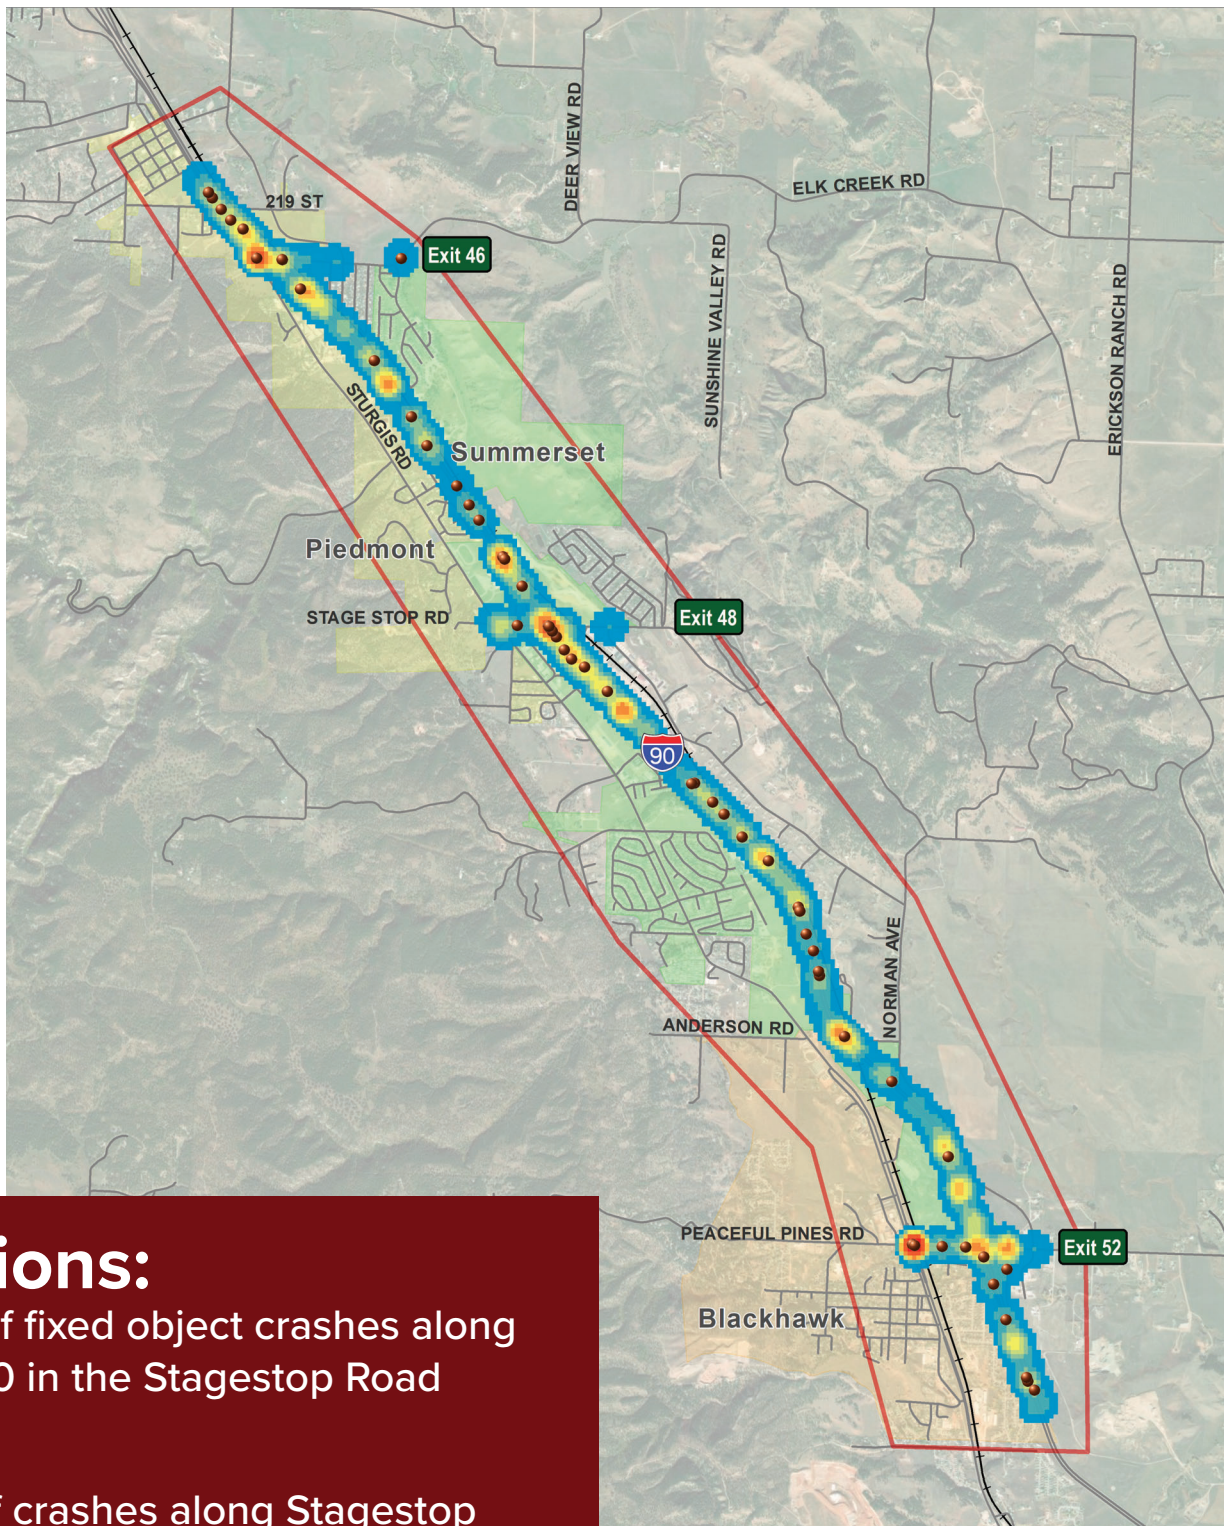 DEER VIEW RD
ELK CREEK RD
219 ST
Exit 46
SUNSHINE VALLEY RD
ERICKSON RANCH RD
STURGIS RD
Summerset
Piedmont
STAGE STOP RD
Exit 48
90
NORMAN AVE
ANDERSON RD
PEACEFUL PINES RD
Exit 52
Blackhawk
ions:
f fixed object crashes along
0 in the Stagestop Road
f crashes along Stagestop